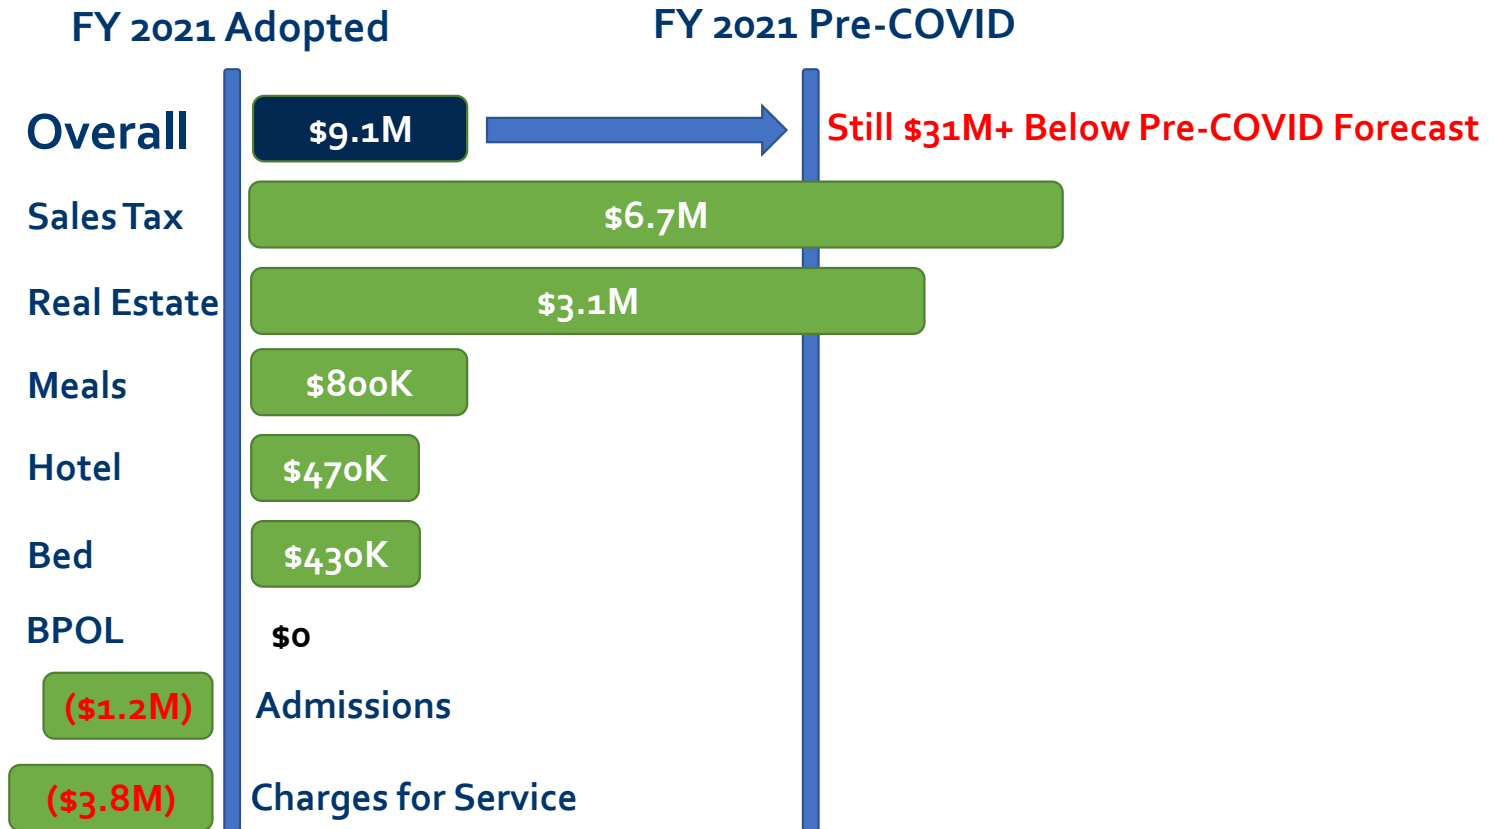 FY 2021 Adopted
FY 2021 Pre-COVID
Overall
$9.1M
Still $31M+ Below Pre-COVID Forecast
Sales Tax
$6.7M
Real Estate
$3.1M
Meals
$800K
Hotel
$470K
Bed
$430K
BPOL
$0
($1.2M)
Admissions
($3.8M)
Charges for Service